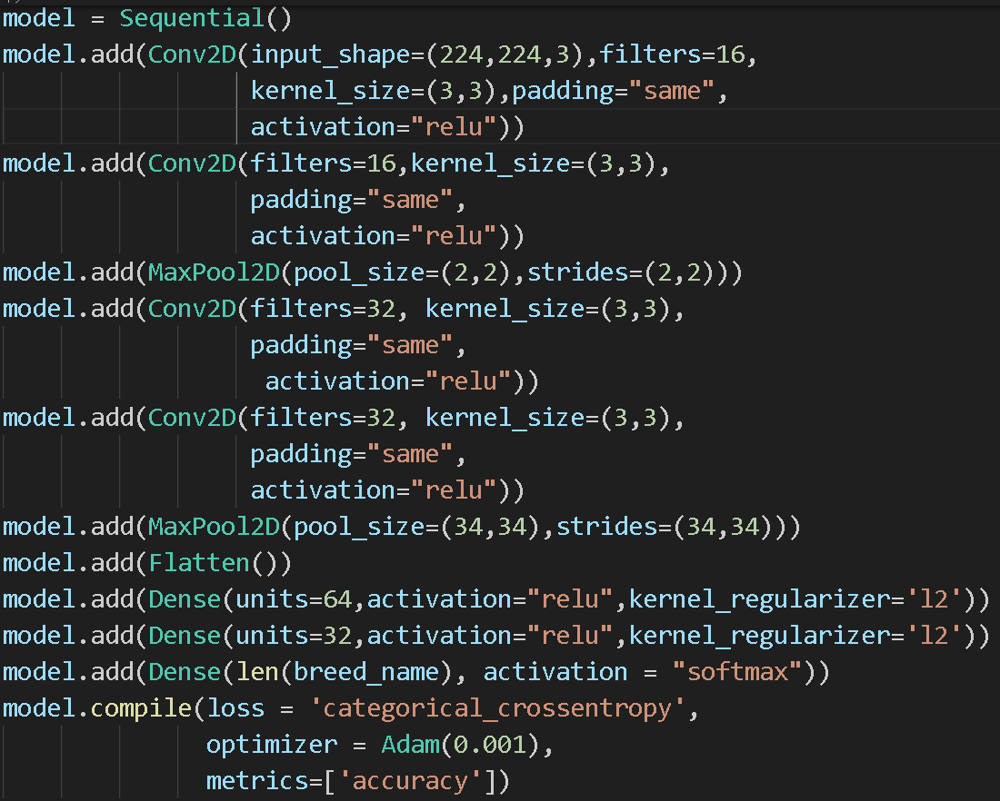 model = Sequential()
model.add(Conv2D(input_shape=(224,224,3),filters=16,
kernel_size=(3,3),padding="same",
activation="relu"))
model.add(Conv2D(filters=16,kernel_size=(3,3),
padding="same",
activation="relu"))
model.add(MaxPool2D(pool_size=(2,2),strides=(2,2)))
model.add(Conv2D(filters=32, kernel_size=(3,3),
padding="same",
activation="relu"))
model.add(Conv2D(filters=32, kernel_size=(3,3),
padding="same",
activation="relu"))
model.add(MaxPool2D(pool_size=(34,34),strides=(34,34)))
model.add(Flatten())
model.add(Dense(units=64,activation="relu",kernel_regularizer='l2'))
model.add(Dense(units=32,activation="relu",kernel_regularizer='l2'))
model.add(Dense(len(breed_name), activation = "softmax"))
model.compile(loss = 'categorical_crossentropy',
optimizer = Adam(0.001),
metrics=['accuracy'])